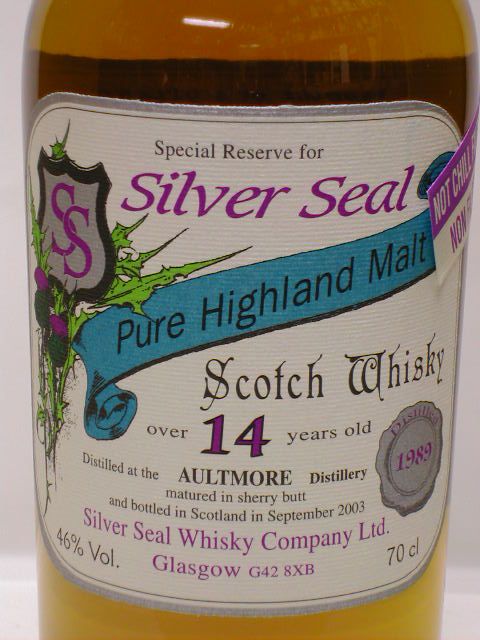 Special Reserve for
Silver Seal
SS
NOT CHILL
NON
Pure Highland Malt
Scotch Whisky
over 14 years old
Distilled
1989
Distilled at the AULTMORE Distillery
matured in sherry butt
and bottled in Scotland in September 2003
Silver Seal Whisky Company Ltd.
46% Vol.
Glasgow G42 8XB
70 cl